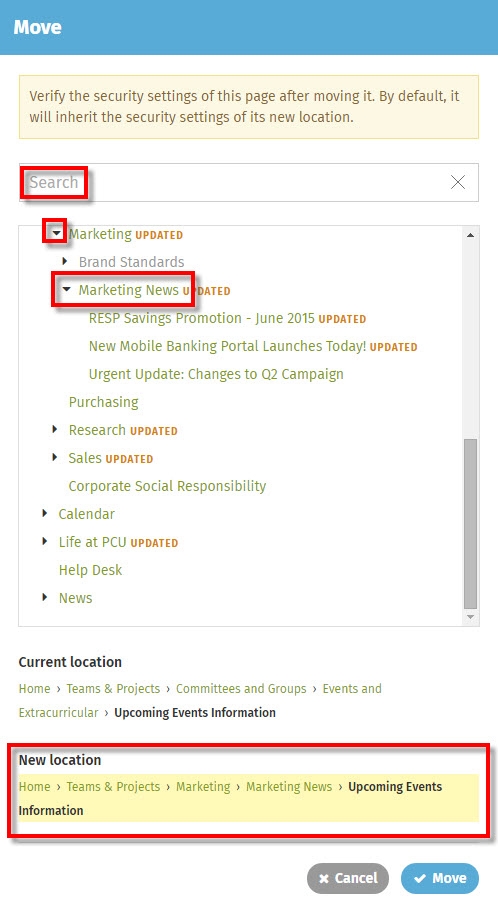 Move
Verify the security settings of this page after moving it. By default, it
will inherit the security settings of its new location.
Search
Marketing UPDATED
Brand Standards
Marketing News UPDATED
RESP Savings Promotion - June 2015 UPDATED
New Mobile Banking Portal Launches Today! UPDATED
Urgent Update: Changes to Q2 Campaign
Purchasing
Research UPDATED
Sales UPDATED
Corporate Social Responsibility
Calendar
Life at PCU UPDATED
Help Desk
News
Current location
Home › Teams & Projects › Committees and Groups › Events and
Extracurricular › Upcoming Events Information
New location
Home › Teams & Projects › Marketing › Marketing News › Upcoming Events
Information
Cancel Move